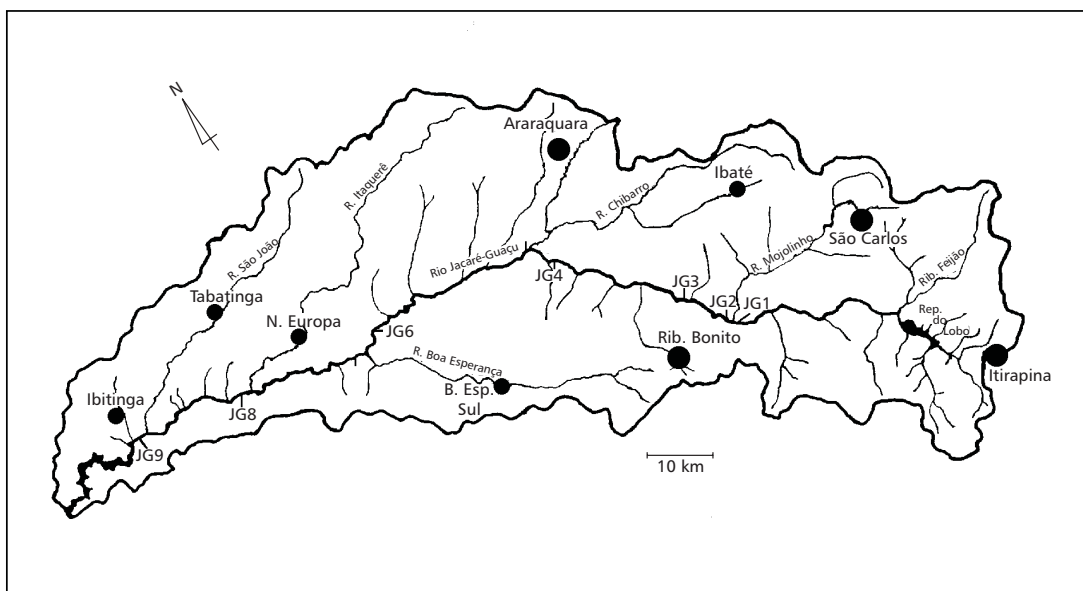 N
Araraquara
Ibaté
R. Itaquerê
R. Chibarro
São Carlos
R. São João
Rio Jacaré-Guaçu
R. Mojolinho
Rib. Feijão
JG4
JG3
Tabatinga
JG2
JG1
Rep.
do
Lobo
N. Europa
JG6
Rib. Bonito
R. Boa Esperança
Itirapina
B. Esp.
Sul
Ibitinga
JG8
JG9
10 km